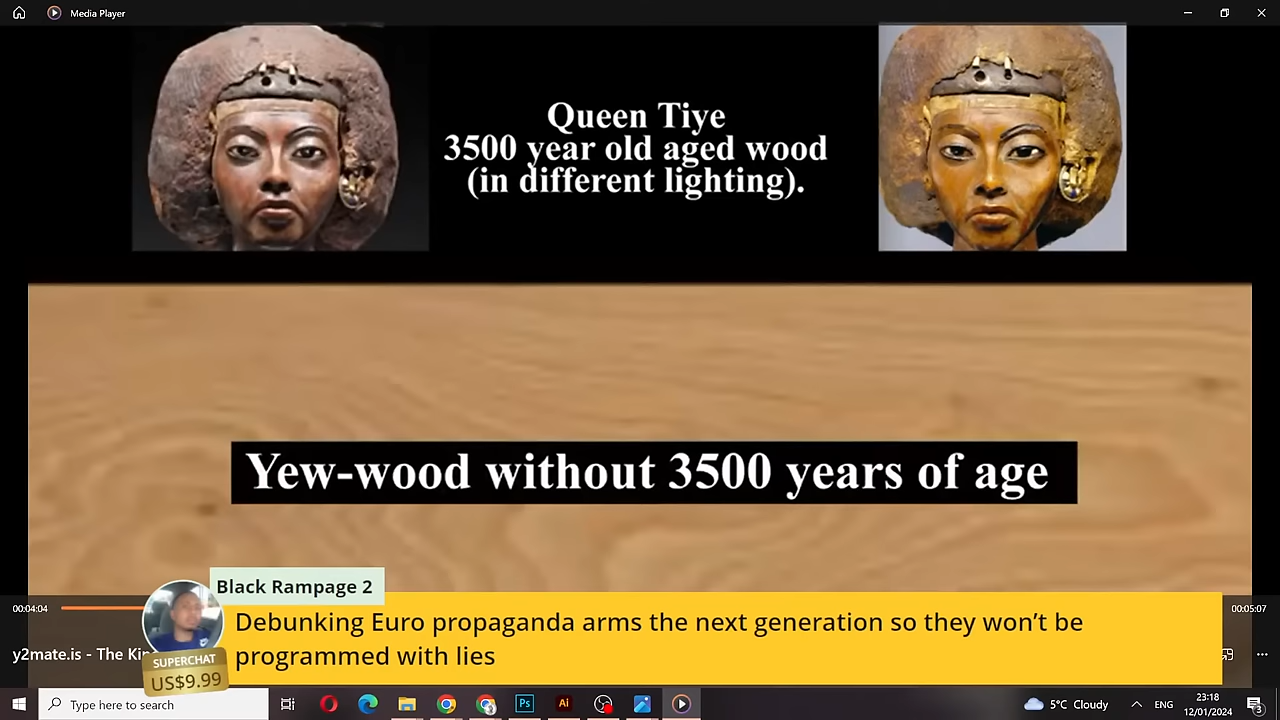 Media Player
Queen Tiye
3500 year old aged wood
(in different lighting).
Yew-wood without 3500 years of age
Black Rampage 2
Debunking Euro propaganda arms the next generation so they won’t be
programmed with lies
SUPERCHAT
US$9.99
00:04:04
00:05:07
y2mate.is - The Kin
Type here to search
Ps
Ai
5°C Cloudy
ENG
23:18
12/01/2024
3